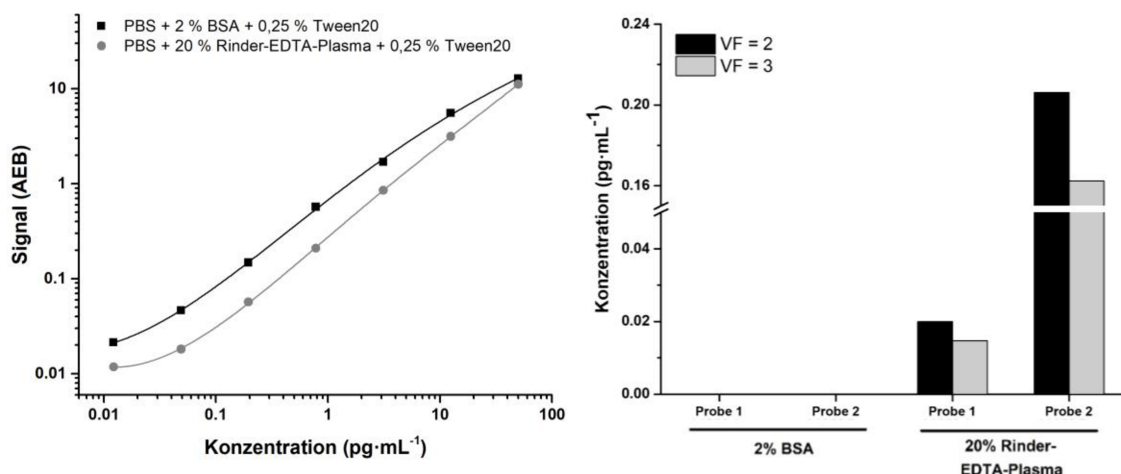 PBS + 2 % BSA + 0,25 % Tween20
PBS + 20 % Rinder-EDTA-Plasma + 0,25 % Tween20
Signal (AEB)
10
1
0.1
0.01
0.01
0.1
1
10
100
Konzentration (pg·mL⁻¹)
VF = 2
VF = 3
Konzentration (pg·mL⁻¹)
0.24
0.20
0.16
0.04
0.02
0.00
Probe 1
Probe 2
Probe 1
Probe 2
2% BSA
20% Rinder-
EDTA-Plasma